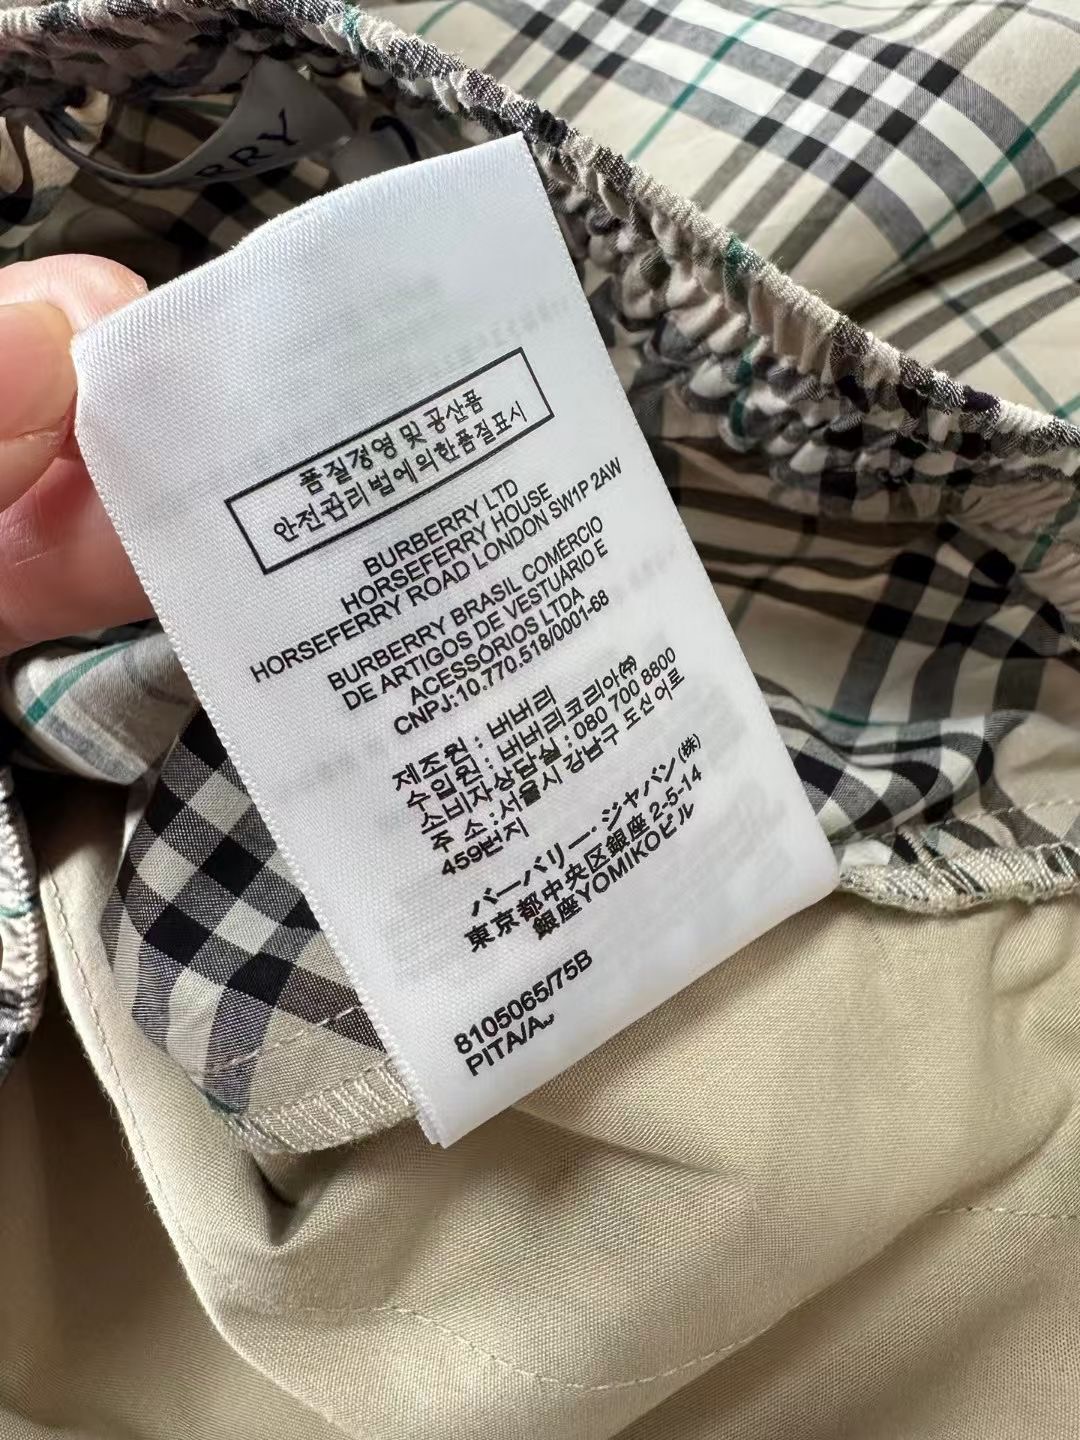 RRY
품질경영 및 공산품
안전관리법에의한품질표시
BURBERRY LTD
HORSEFERRY HOUSE
HORSEFERRY ROAD LONDON SW1P 2AW
BURBERRY BRASIL COMERCIO
DE ARTIGOS DE VESTUÁRIO E
ACESSÓRIOS LTDA
CNPJ:10.770.518/0001-68
제조원 : 버버리
수입원 : 버버리코리아㈜
소비자상담실 : 080 700 8800
주 소 : 서울시 강남구 도산대로
459번지
バーバリー・ジャパン㈱
東京都中央区銀座 2-5-14
銀座YOMIKOビル
8105065/75B
PITA/A